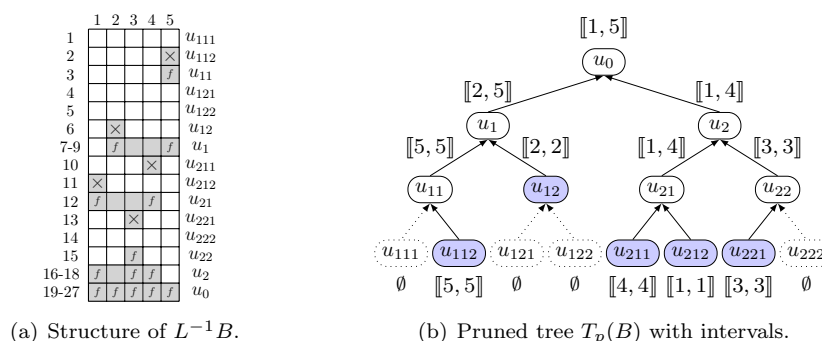 1 2 3 4 5
1 u111
2 × u112
3 f u11
4 u121
5 u122
6 × u12
7-9 f f u1
10 × u211
11 × u212
12 f f u21
13 × u221
14 u222
15 f u22
16-18 f f f u2
19-27 f f f f f u0
(a) Structure of L⁻¹B.
⟦1, 5⟧
u0
⟦2, 5⟧ ⟦1, 4⟧
u1 u2
⟦5, 5⟧ ⟦2, 2⟧ ⟦1, 4⟧ ⟦3, 3⟧
u11 u12 u21 u22
u111 u112 u121 u122 u211 u212 u221 u222
∅ ⟦5, 5⟧ ∅ ∅ ⟦4, 4⟧ ⟦1, 1⟧ ⟦3, 3⟧ ∅
(b) Pruned tree Tp(B) with intervals.